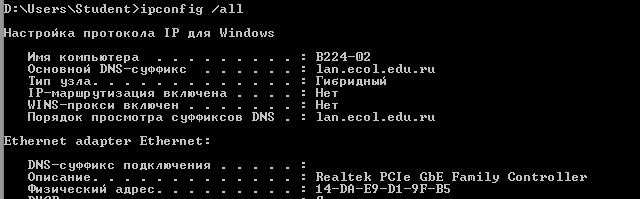 D:\Users\Student>ipconfig /all
Настройка протокола IP для Windows
Имя компьютера . . . . . . . . . : B224-02
Основной DNS-суффикс . . . . . . : lan.ecol.edu.ru
Тип узла. . . . . . . . . . . . . : Гибридный
IP-маршрутизация включена . . . . : Нет
WINS-прокси включен . . . . . . . : Нет
Порядок просмотра суффиксов DNS . : lan.ecol.edu.ru
Ethernet adapter Ethernet:
DNS-суффикс подключения . . . . . :
Описание. . . . . . . . . . . . . : Realtek PCIe GbE Family Controller
Физический адрес. . . . . . . . . : 14-DA-E9-D1-9F-B5